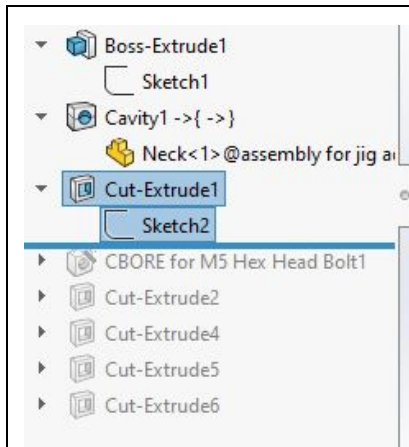 Boss-Extrude1
Sketch1
Cavity1 ->{ ->}
Neck<1>@assembly for jig a
Cut-Extrude1
Sketch2
CBORE for M5 Hex Head Bolt1
Cut-Extrude2
Cut-Extrude4
Cut-Extrude5
Cut-Extrude6